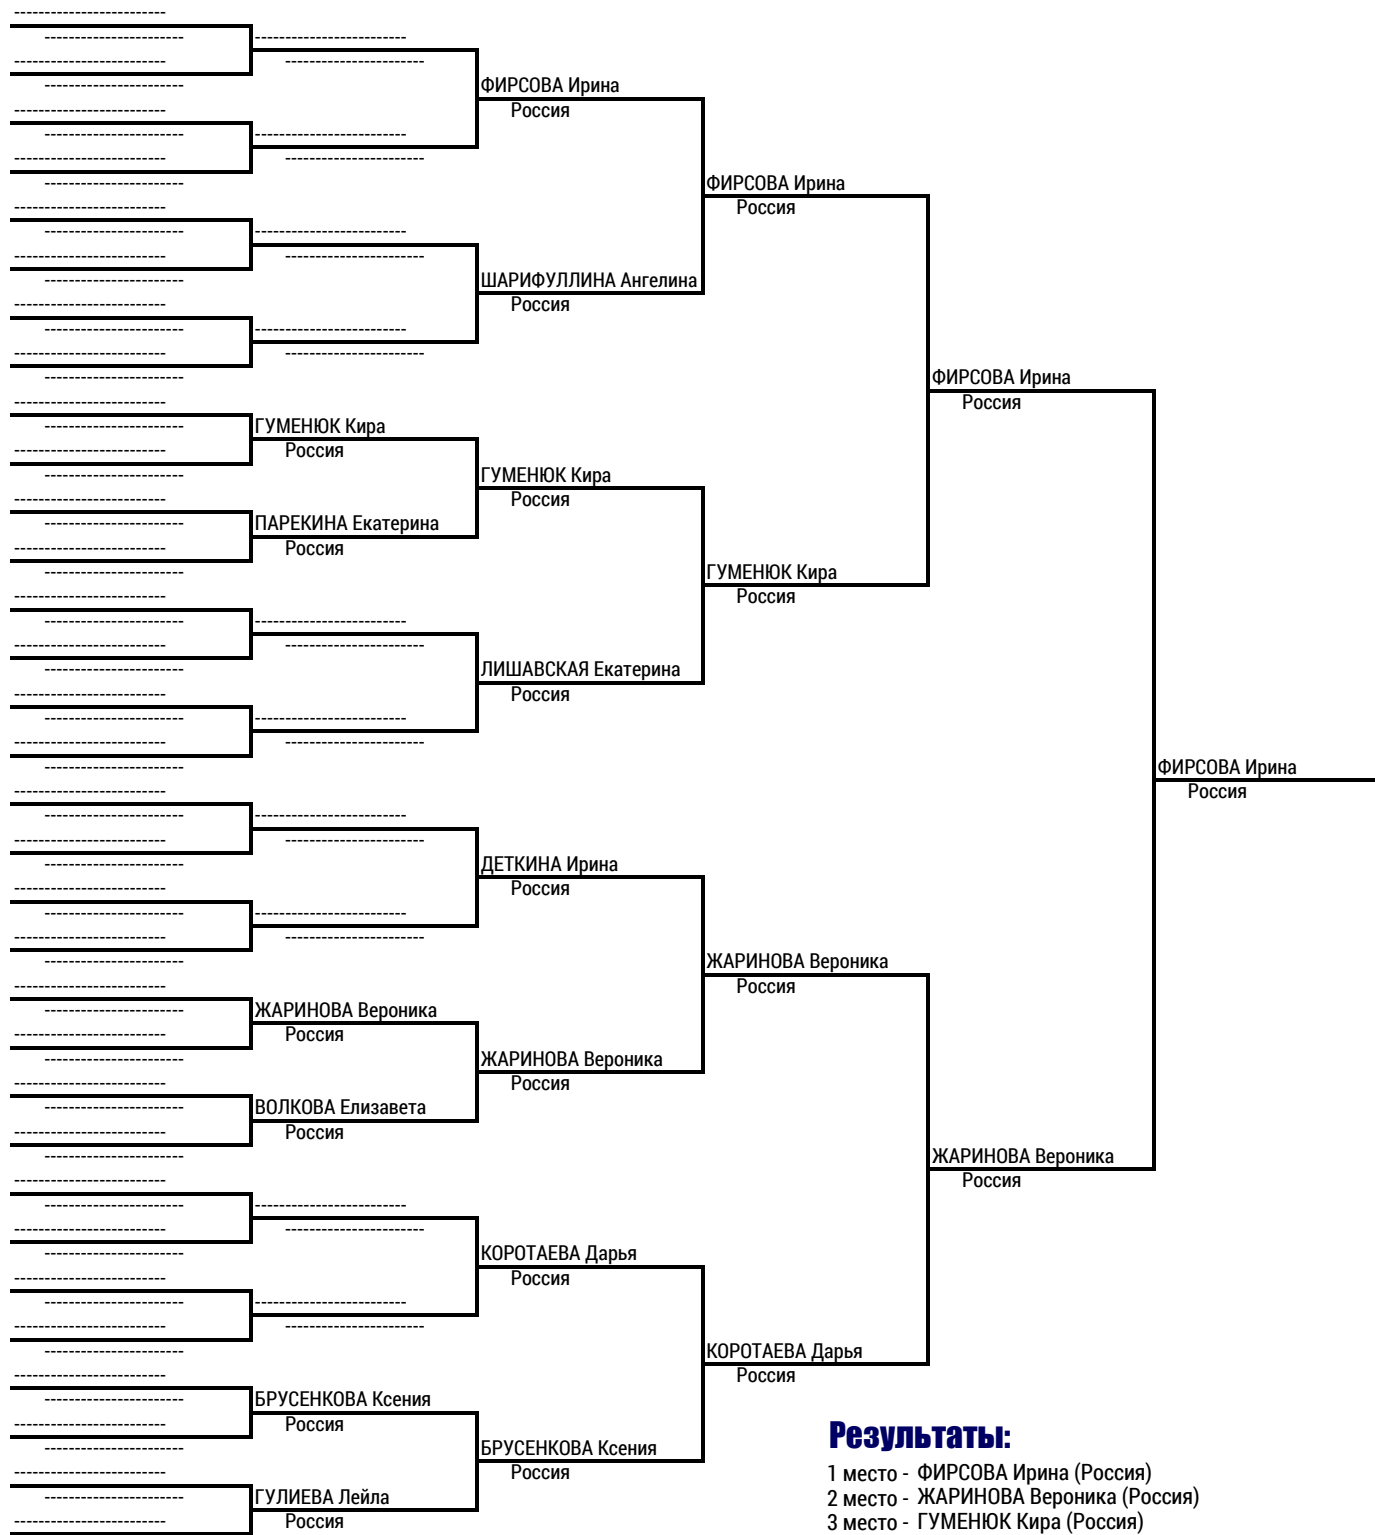 ФИРСОВА Ирина
Россия
ШАРИФУЛЛИНА Ангелина
Россия
ФИРСОВА Ирина
Россия
ГУМЕНЮК Кира
Россия
ПАРЕКИНА Екатерина
Россия
ГУМЕНЮК Кира
Россия
ЛИШАВСКАЯ Екатерина
Россия
ГУМЕНЮК Кира
Россия
ФИРСОВА Ирина
Россия
ФИРСОВА Ирина
Россия
ДЕТКИНА Ирина
Россия
ЖАРИНОВА Вероника
Россия
ВОЛКОВА Елизавета
Россия
ЖАРИНОВА Вероника
Россия
ЖАРИНОВА Вероника
Россия
ЖАРИНОВА Вероника
Россия
КОРОТАЕВА Дарья
Россия
КОРОТАЕВА Дарья
Россия
БРУСЕНКОВА Ксения
Россия
БРУСЕНКОВА Ксения
Россия
ГУЛИЕВА Лейла
Россия
Результаты:
1 место - ФИРСОВА Ирина (Россия)
2 место - ЖАРИНОВА Вероника (Россия)
3 место - ГУМЕНЮК Кира (Россия)